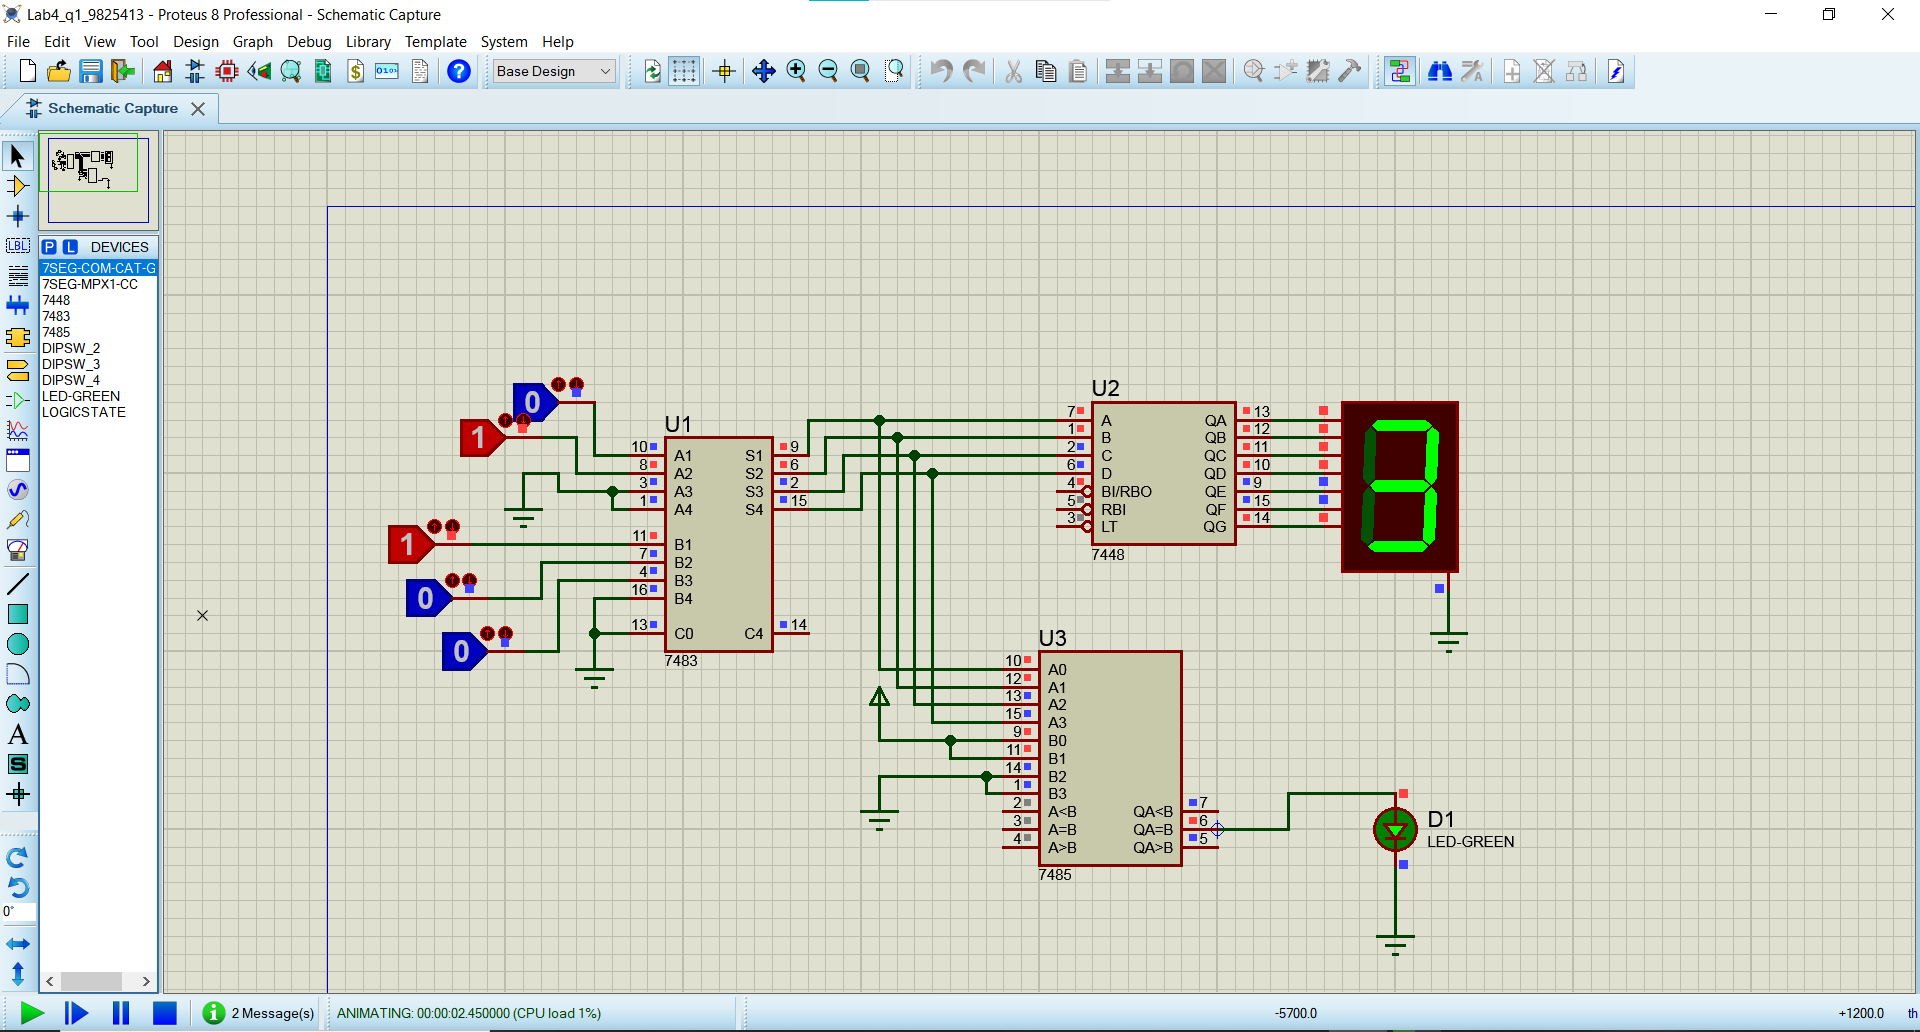 Lab4_q1_9825413 - Proteus 8 Professional - Schematic Capture
File Edit View Tool Design Graph Debug Library Template System Help
Base Design
Schematic Capture
LBL
A
S
0°
P L DEVICES
7SEG-COM-CAT-G
7SEG-MPX1-CC
7448
7483
7485
DIPSW_2
DIPSW_3
DIPSW_4
LED-GREEN
LOGICSTATE
0
1
1
0
0
U1
10 A1
8 A2
3 A3
1 A4
11 B1
7 B2
4 B3
16 B4
13 C0
S1 9
S2 6
S3 2
S4 15
C4 14
7483
U2
7 A
1 B
2 C
6 D
4 BI/RBO
5 RBI
3 LT
QA 13
QB 12
QC 11
QD 10
QE 9
QF 15
QG 14
7448
U3
10 A0
12 A1
13 A2
15 A3
9 B0
11 B1
14 B2
1 B3
2 A<B
3 A=B
4 A>B
QA<B 7
QA=B 6
QA>B 5
7485
D1
LED-GREEN
2 Message(s)
ANIMATING: 00:00:02.450000 (CPU load 1%)
-5700.0
+1200.0
th